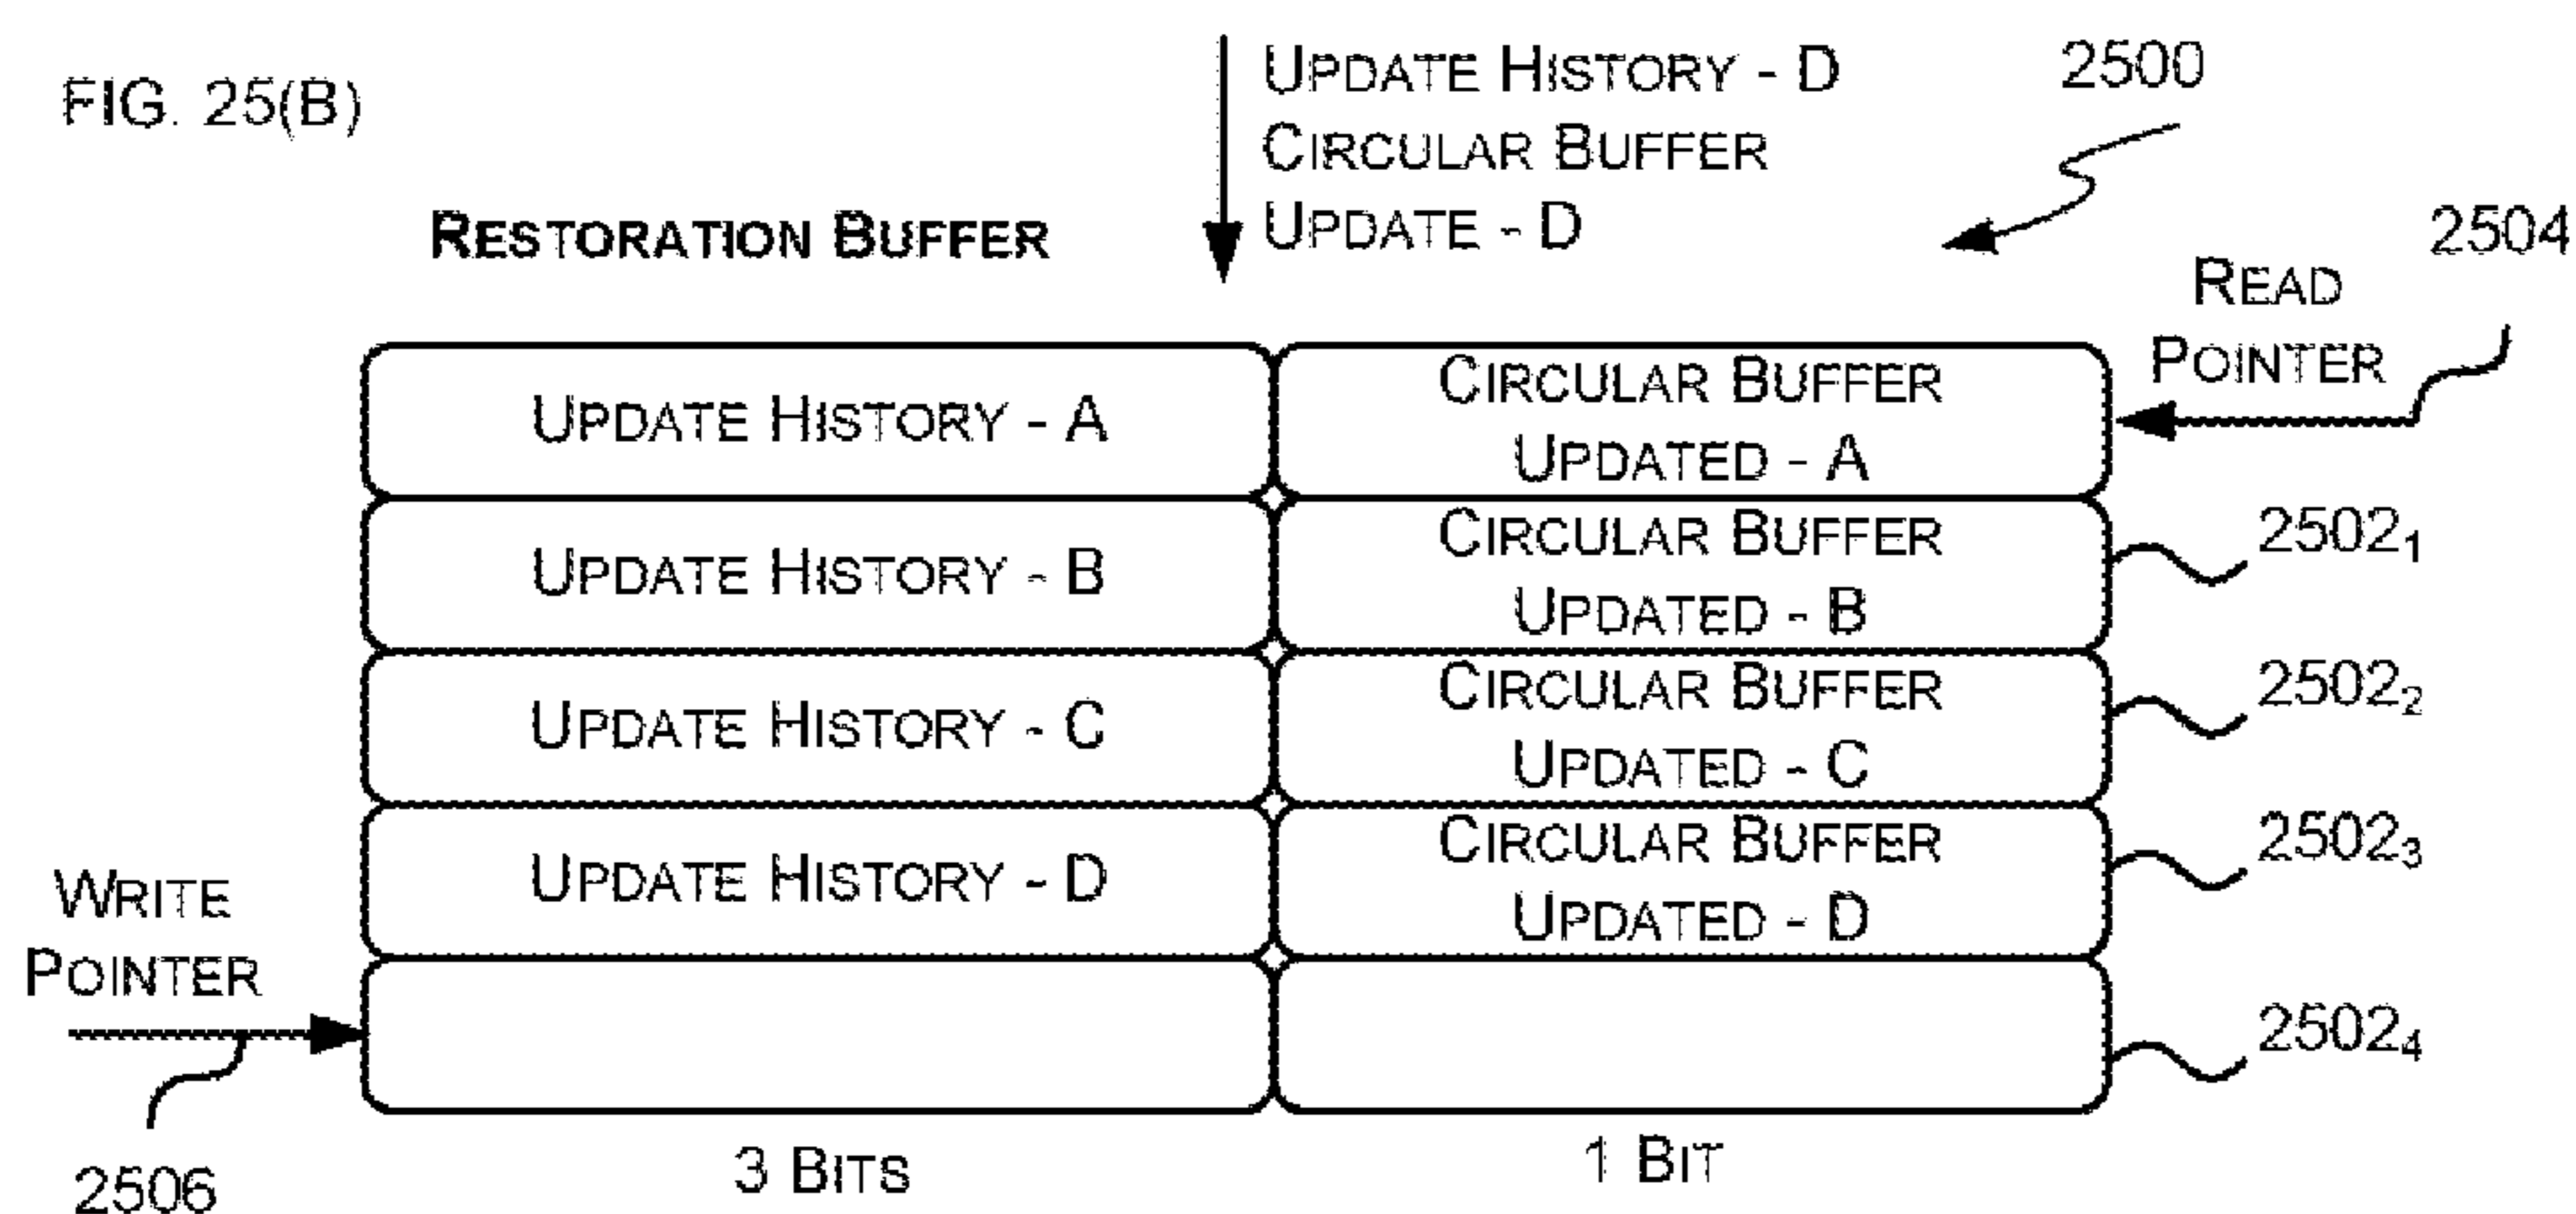 FIG. 25(B)
UPDATE HISTORY - D
CIRCULAR BUFFER
UPDATE - D
2500
RESTORATION BUFFER
2504
READ
POINTER
UPDATE HISTORY - A
CIRCULAR BUFFER
UPDATED - A
UPDATE HISTORY - B
CIRCULAR BUFFER
UPDATED - B
2502₁
UPDATE HISTORY - C
CIRCULAR BUFFER
UPDATED - C
2502₂
UPDATE HISTORY - D
CIRCULAR BUFFER
UPDATED - D
2502₃
WRITE
POINTER
2502₄
2506
3 BITS
1 BIT